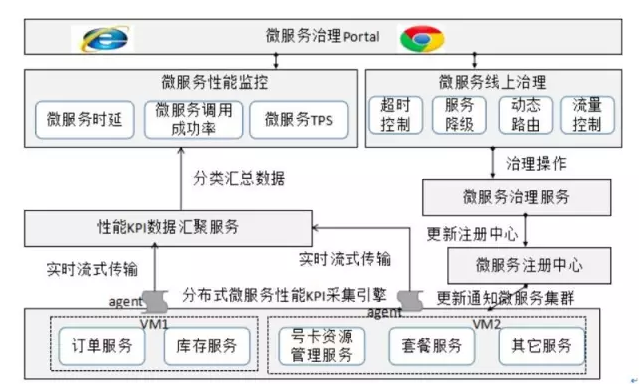 微服务治理Portal
微服务性能监控
微服务时延
微服务调用
成功率
微服务TPS
微服务线上治理
超时
控制
服务
降级
动态
路由
流量
控制
分类汇总数据
治理操作
微服务治理服务
性能KPI数据汇聚服务
更新注册中心
实时流式传输
实时流式传输
微服务注册中心
agent
分布式微服务性能KPI采集引擎
agent
更新通知微服务集群
VM1
VM2
订单服务
库存服务
号卡资源
管理服务
套餐服务
其它服务